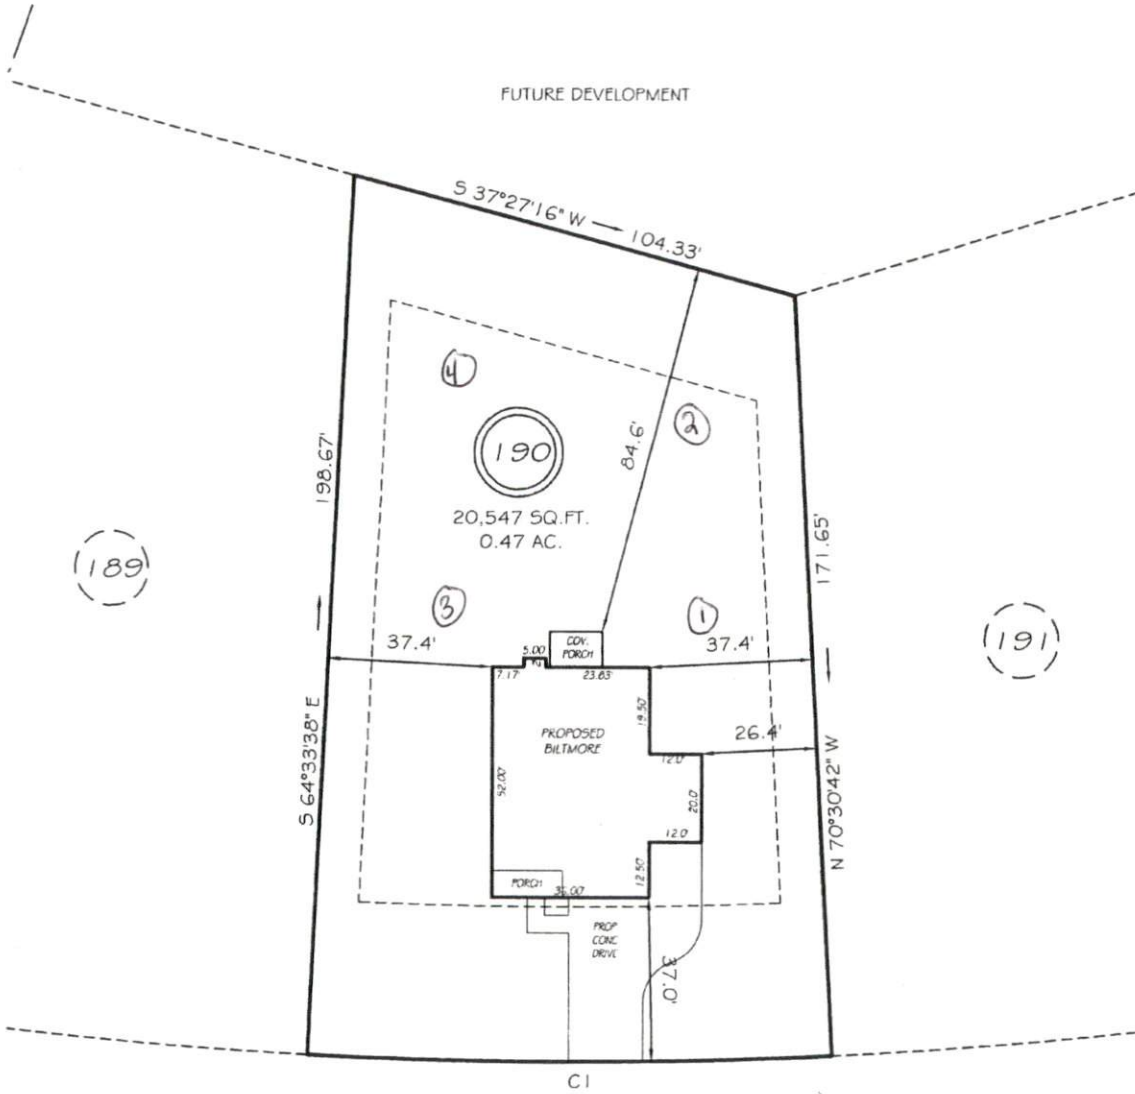 FUTURE DEVELOPMENT
S 37°27'16" W
104.33'
4
2
190
84.6'
198.67'
20,547 SQ.FT.
0.47 AC.
171.65'
189
3
1
191
37.4'
5.00
COV.
PORCH
37.4'
7.17'
23.83
19.50'
PROPOSED
BILTMORE
26.4'
12.0'
S 64°33'38" E
52.00'
20.0'
N 70°30'42" W
12.0'
12.50'
PORCH
36.00'
PROP
CONC
DRIVE
37.0'
C1